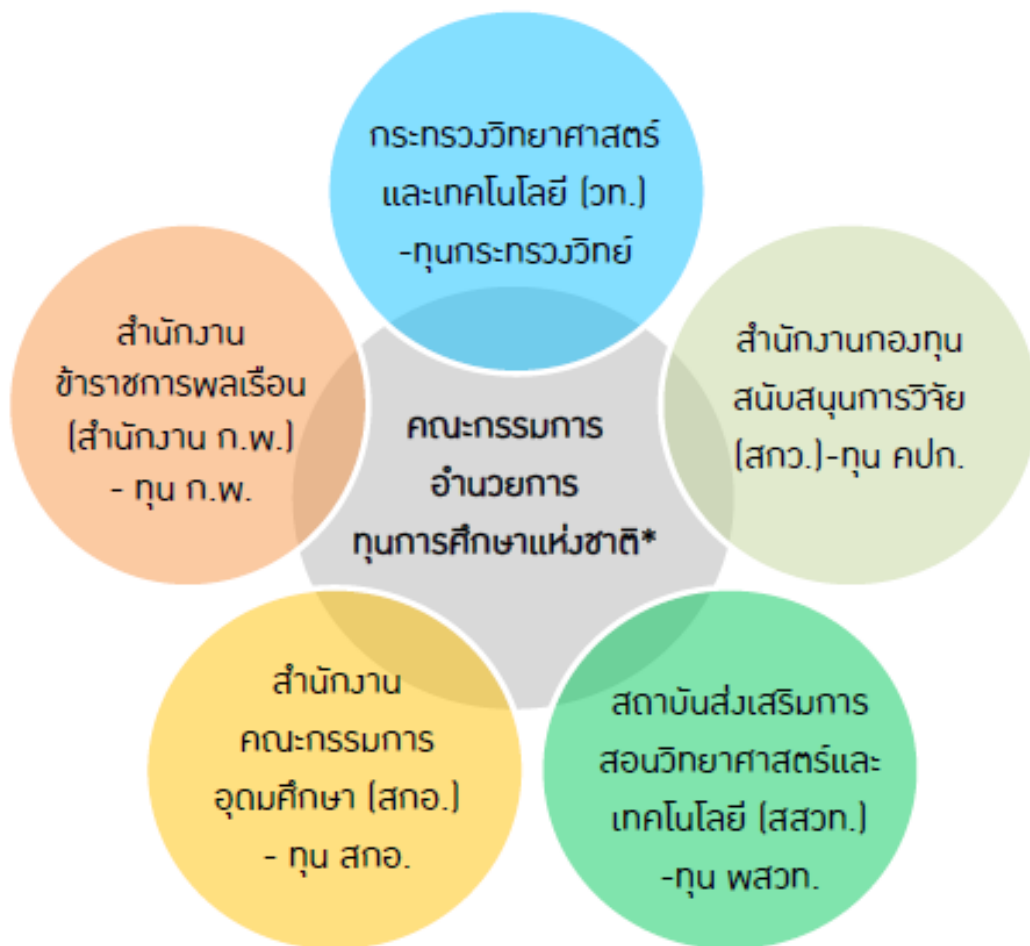 กระทรวงวิทยาศาสตร์
และเทคโนโลยี (วท.)
-ทุนกระทรวงวิทย์
สำนักงานกองทุน
สนับสนุนการวิจัย
(สกว.)-ทุน คปก.
สถาบันส่งเสริมการ
สอนวิทยาศาสตร์และ
เทคโนโลยี (สสวท.)
-ทุน พสวท.
สำนักงาน
คณะกรรมการ
อุดมศึกษา (สกอ.)
- ทุน สกอ.
สำนักงาน
ข้าราชการพลเรือน
(สำนักงาน ก.พ.)
- ทุน ก.พ.
คณะกรรมการ
อำนวยการ
ทุนการศึกษาแห่งชาติ*